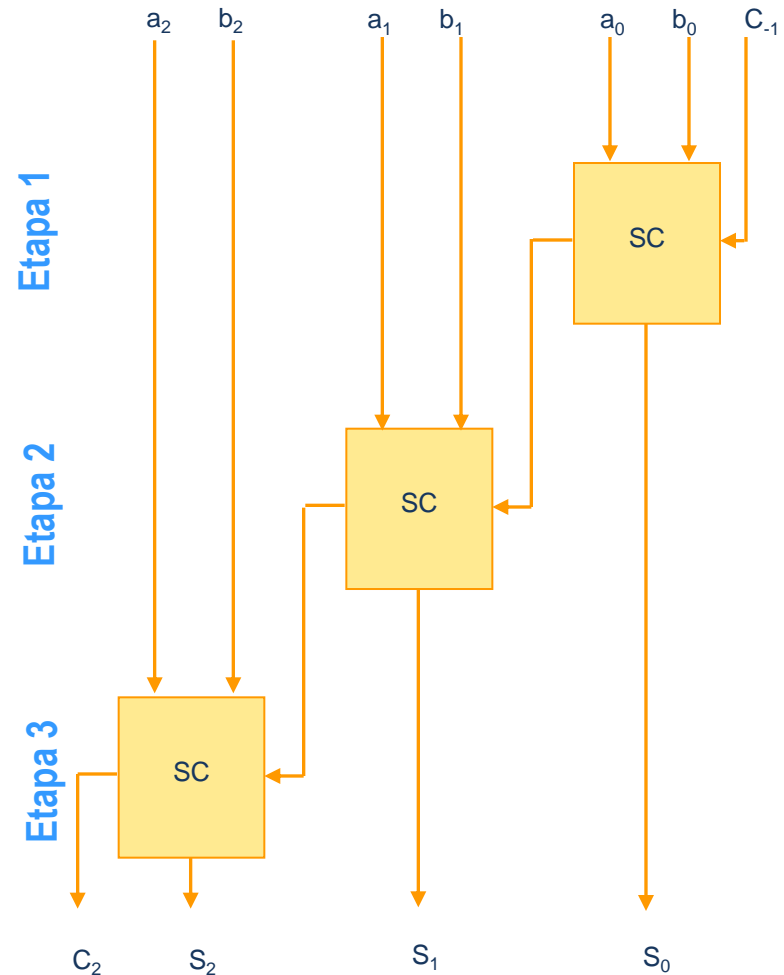 a₂ b₂ a₁ b₁ a₀ b₀ C₋₁
Etapa 1
SC
Etapa 2
SC
Etapa 3
SC
C₂ S₂ S₁ S₀